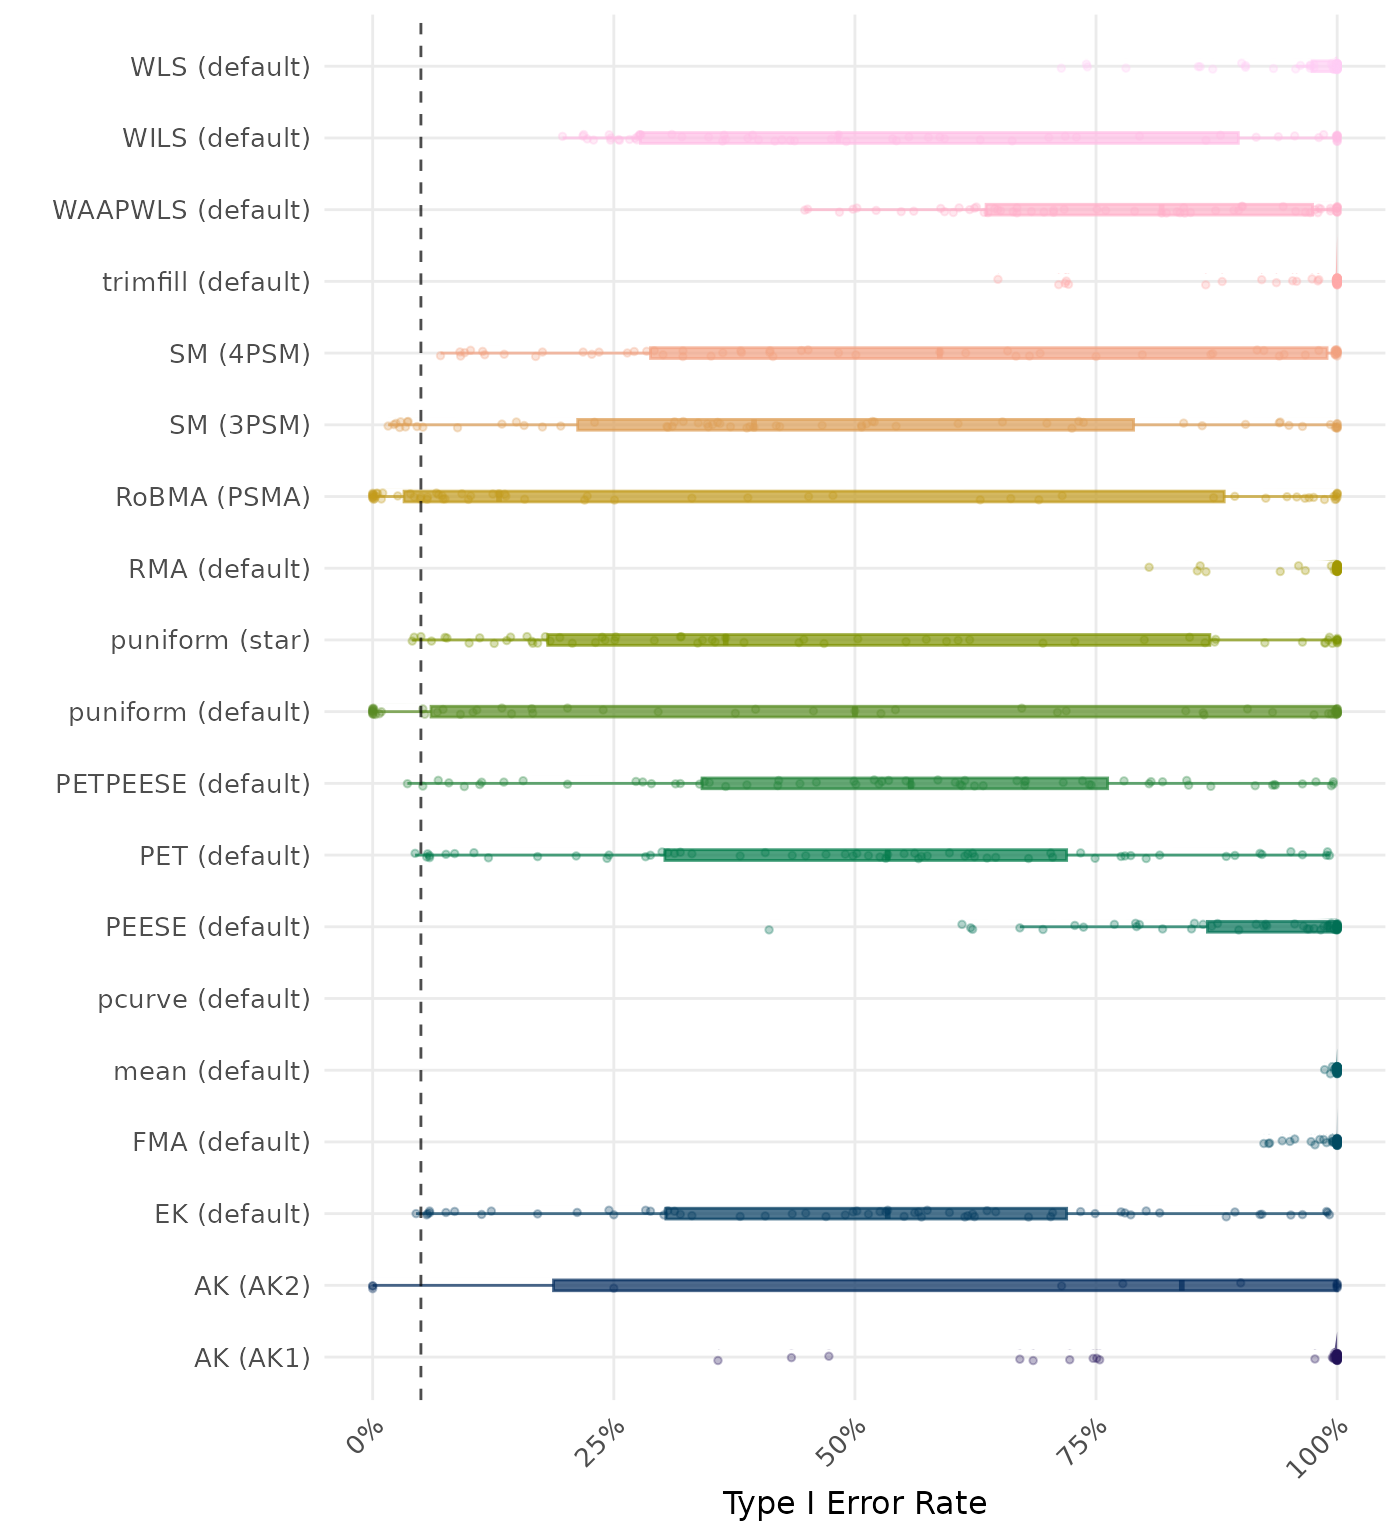 WLS (default)
WILS (default)
WAAPWLS (default)
trimfill (default)
SM (4PSM)
SM (3PSM)
RoBMA (PSMA)
RMA (default)
puniform (star)
puniform (default)
PETPEESE (default)
PET (default)
PEESE (default)
pcurve (default)
mean (default)
FMA (default)
EK (default)
AK (AK2)
AK (AK1)
0%
25%
50%
75%
100%
Type I Error Rate